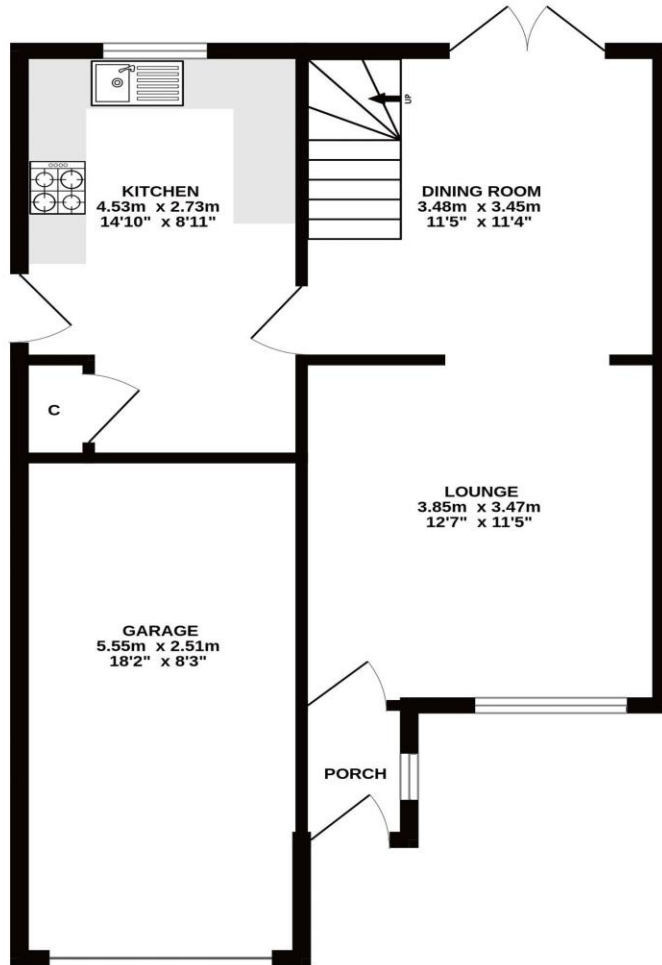 UP
KITCHEN
4.53m x 2.73m
14'10" x 8'11"
DINING ROOM
3.48m x 3.45m
11'5" x 11'4"
C
LOUNGE
3.85m x 3.47m
12'7" x 11'5"
GARAGE
5.55m x 2.51m
18'2" x 8'3"
PORCH